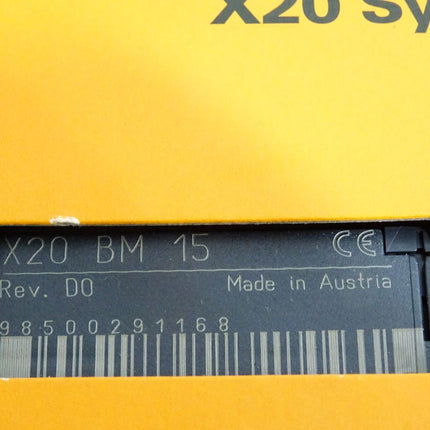 X20 Sy
X20 BM 15 CE
Rev. D0 Made in Austria
98500291168